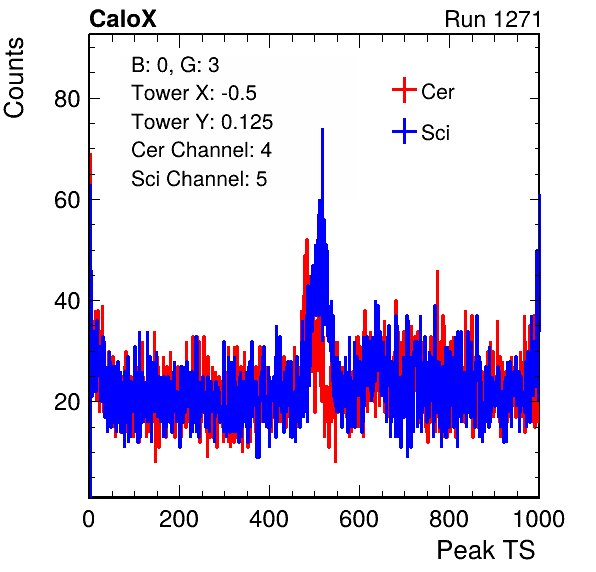 CaloX Run 1271
Counts
B: 0, G: 3
Tower X: -0.5
Tower Y: 0.125
Cer Channel: 4
Sci Channel: 5
Cer
Sci
80
60
40
20
0 200 400 600 800 1000
Peak TS